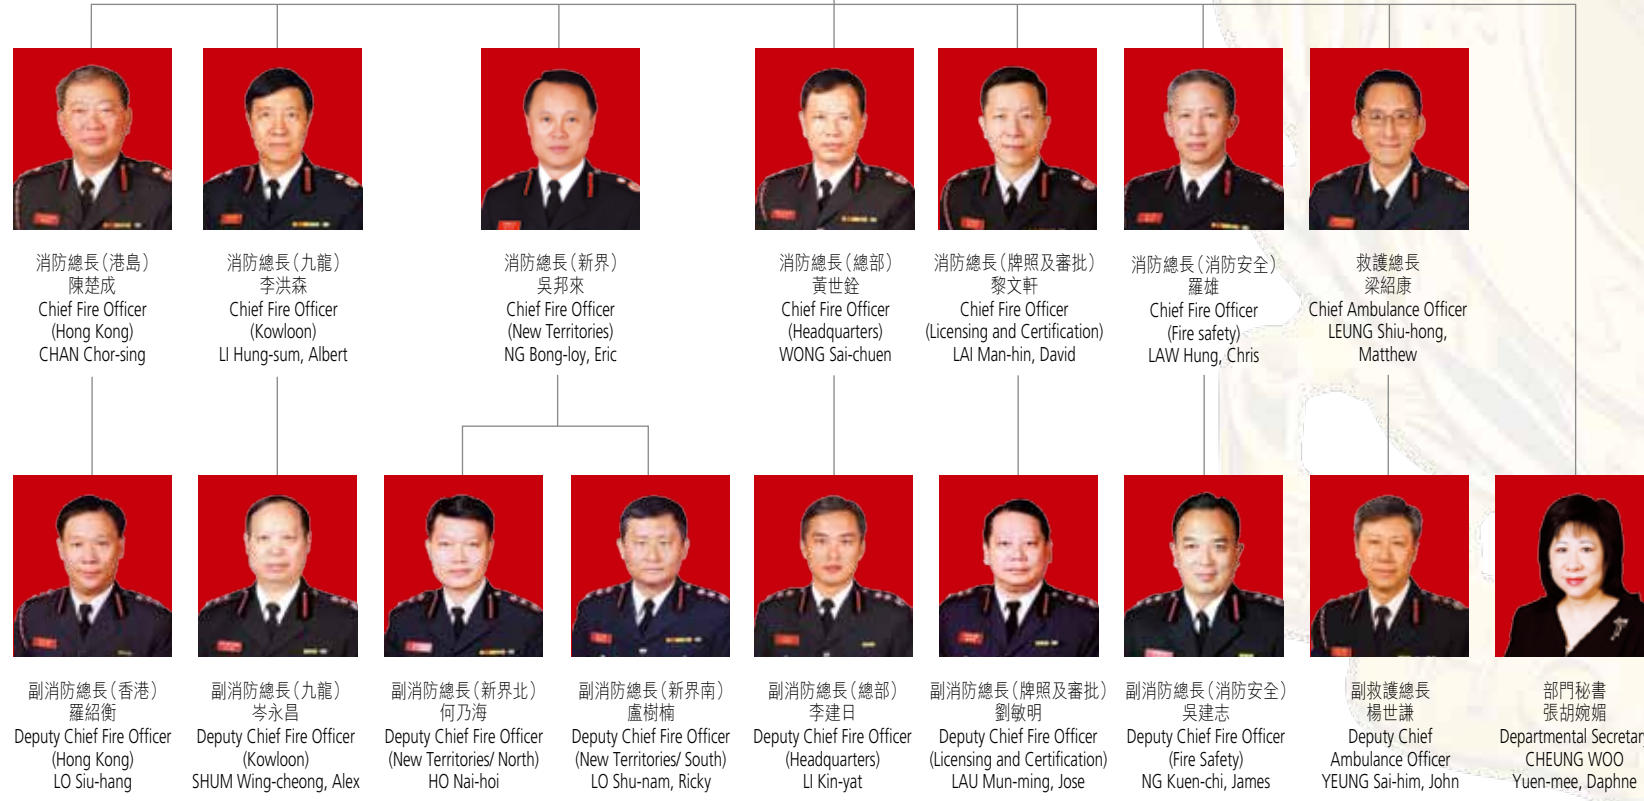 消防總長(港島)
陳楚成
Chief Fire Officer
(Hong Kong)
CHAN Chor-sing
消防總長(九龍)
李洪森
Chief Fire Officer
(Kowloon)
LI Hung-sum, Albert
消防總長(新界)
吳邦來
Chief Fire Officer
(New Territories)
NG Bong-loy, Eric
消防總長(總部)
黃世銓
Chief Fire Officer
(Headquarters)
WONG Sai-chuen
消防總長(牌照及審批)
黎文軒
Chief Fire Officer
(Licensing and Certification)
LAI Man-hin, David
消防總長(消防安全)
羅雄
Chief Fire Officer
(Fire safety)
LAW Hung, Chris
救護總長
梁紹康
Chief Ambulance Officer
LEUNG Shiu-hong,
Matthew
副消防總長(香港)
羅紹衡
Deputy Chief Fire Officer
(Hong Kong)
LO Siu-hang
副消防總長(九龍)
岑永昌
Deputy Chief Fire Officer
(Kowloon)
SHUM Wing-cheong, Alex
副消防總長(新界北)
何乃海
Deputy Chief Fire Officer
(New Territories/ North)
HO Nai-hoi
副消防總長(新界南)
盧樹楠
Deputy Chief Fire Officer
(New Territories/ South)
LO Shu-nam, Ricky
副消防總長(總部)
李建日
Deputy Chief Fire Officer
(Headquarters)
LI Kin-yat
副消防總長(牌照及審批)
劉敏明
Deputy Chief Fire Officer
(Licensing and Certification)
LAU Mun-ming, Jose
副消防總長(消防安全)
吳建志
Deputy Chief Fire Officer
(Fire Safety)
NG Kuen-chi, James
副救護總長
楊世謙
Deputy Chief
Ambulance Officer
YEUNG Sai-him, John
部門秘書
張胡婉媚
Departmental Secretary
CHEUNG WOO
Yuen-mee, Daphne